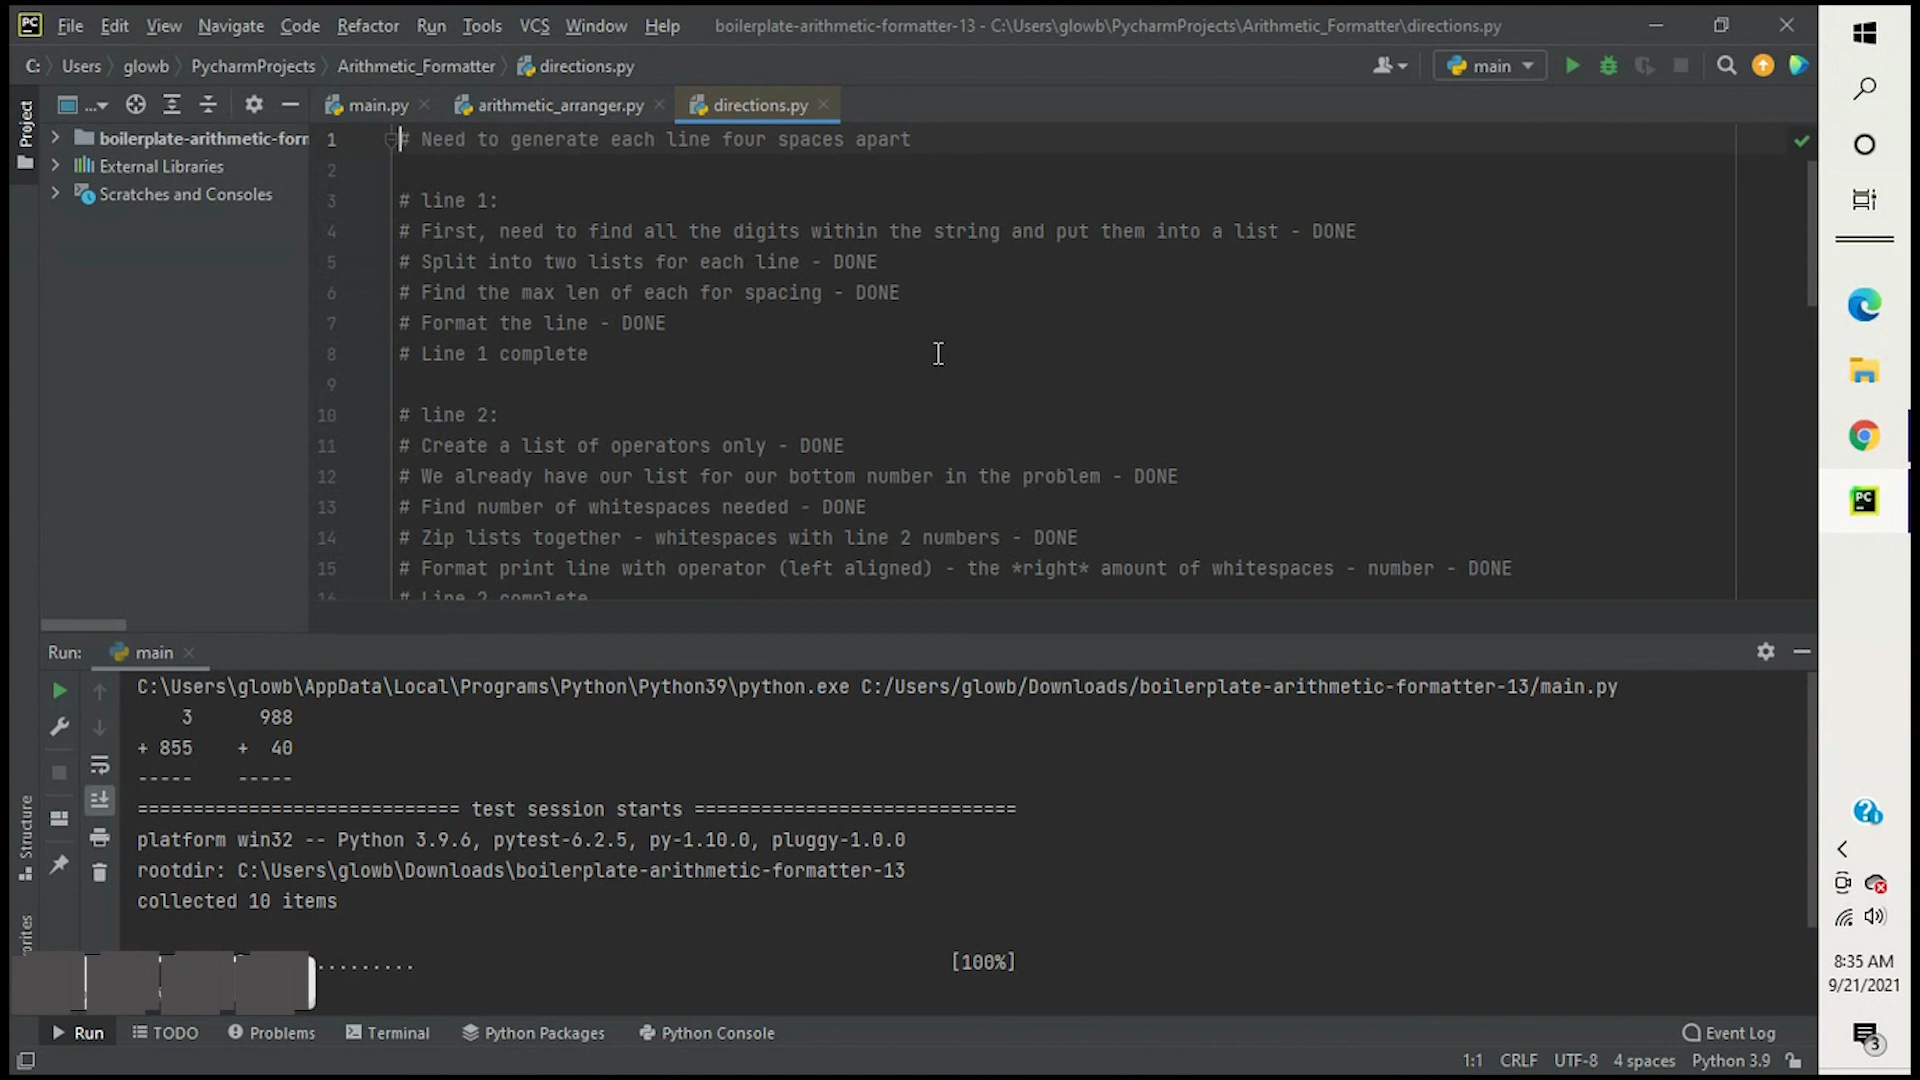 PC File Edit View Navigate Code Refactor Run Tools VCS Window Help boilerplate-arithmetic-formatter-13 - C:\Users\glowb\PycharmProjects\Arithmetic_Formatter\directions.py
C: Users glowb PycharmProjects Arithmetic_Formatter directions.py main
... main.py arithmetic_arranger.py directions.py
Project
boilerplate-arithmetic-forr
External Libraries
Scratches and Consoles
1 # Need to generate each line four spaces apart
2
3 # line 1:
4 # First, need to find all the digits within the string and put them into a list - DONE
5 # Split into two lists for each line - DONE
6 # Find the max len of each for spacing - DONE
7 # Format the line - DONE
8 # Line 1 complete
9
10 # line 2:
11 # Create a list of operators only - DONE
12 # We already have our list for our bottom number in the problem - DONE
13 # Find number of whitespaces needed - DONE
14 # Zip lists together - whitespaces with line 2 numbers - DONE
15 # Format print line with operator (left aligned) - the *right* amount of whitespaces - number - DONE
16 # Line 2 complete
Run: main
C:\Users\glowb\AppData\Local\Programs\Python\Python39\python.exe C:/Users/glowb/Downloads/boilerplate-arithmetic-formatter-13/main.py
    3      988
+ 855    +  40
-----    -----
============================= test session starts =============================
platform win32 -- Python 3.9.6, pytest-6.2.5, py-1.10.0, pluggy-1.0.0
rootdir: C:\Users\glowb\Downloads\boilerplate-arithmetic-formatter-13
collected 10 items
......... [100%]
Structure
Run TODO Problems Terminal Python Packages Python Console Event Log
1:1 CRLF UTF-8 4 spaces Python 3.9
PC
8:35 AM
9/21/2021
3